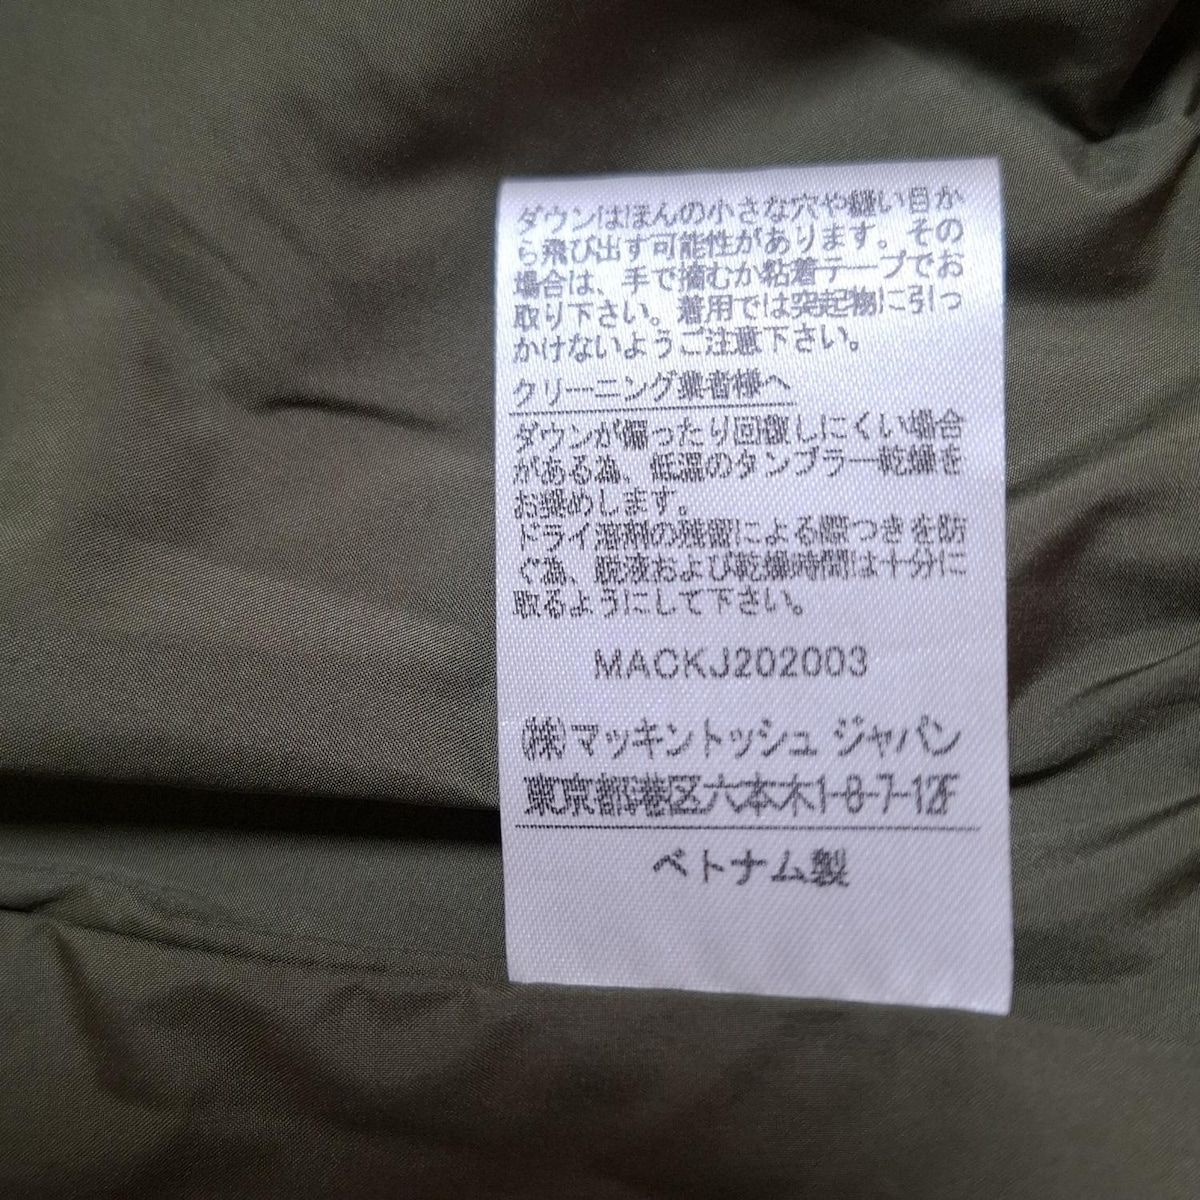 ダウンはほんの小さな穴や縫い目か
ら飛び出す可能性があります。その
場合は、手で摘むか粘着テープでお
取り下さい。着用では突起物に引っ
かけないようご注意下さい。
クリーニング業者様へ
ダウンが偏ったり回復しにくい場合
がある為、低温のタンブラー乾燥を
お奨めします。
ドライ溶剤の残留による際つきを防
ぐ為、脱液および乾燥時間は十分に
取るようにして下さい。
MACKJ202003
(株)マッキントッシュ ジャパン
東京都港区六本木1-8-7-12F
ベトナム製